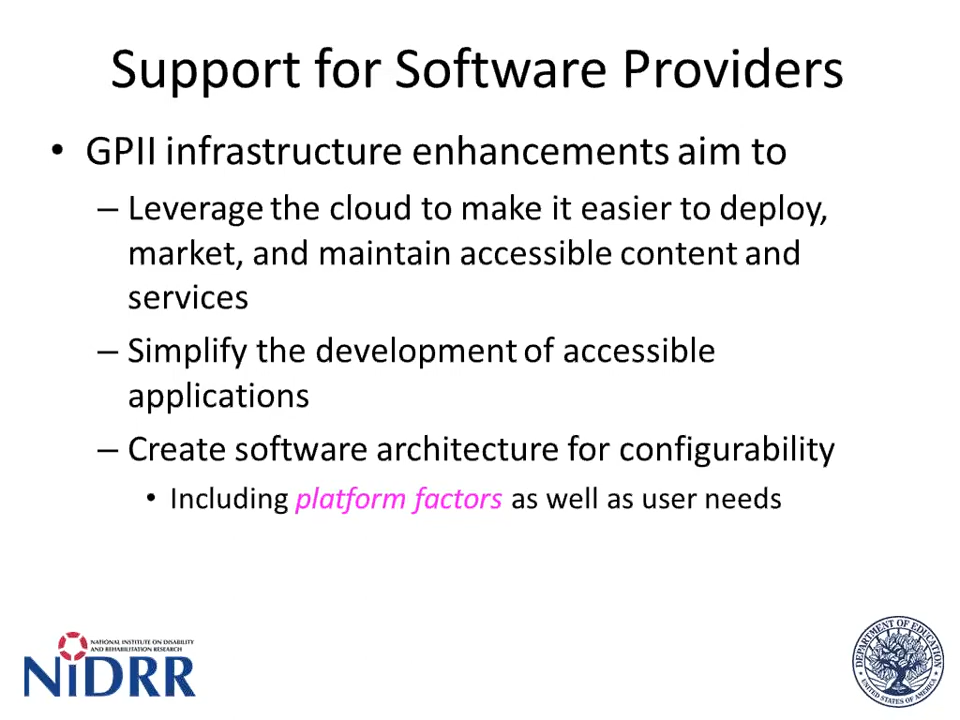 Support for Software Providers
• GPII infrastructure enhancements aim to
– Leverage the cloud to make it easier to deploy,
market, and maintain accessible content and
services
– Simplify the development of accessible
applications
– Create software architecture for configurability
• Including platform factors as well as user needs
NATIONAL INSTITUTE ON DISABILITY
AND REHABILITATION RESEARCH
NiDRR
DEPARTMENT OF EDUCATION
UNITED STATES OF AMERICA